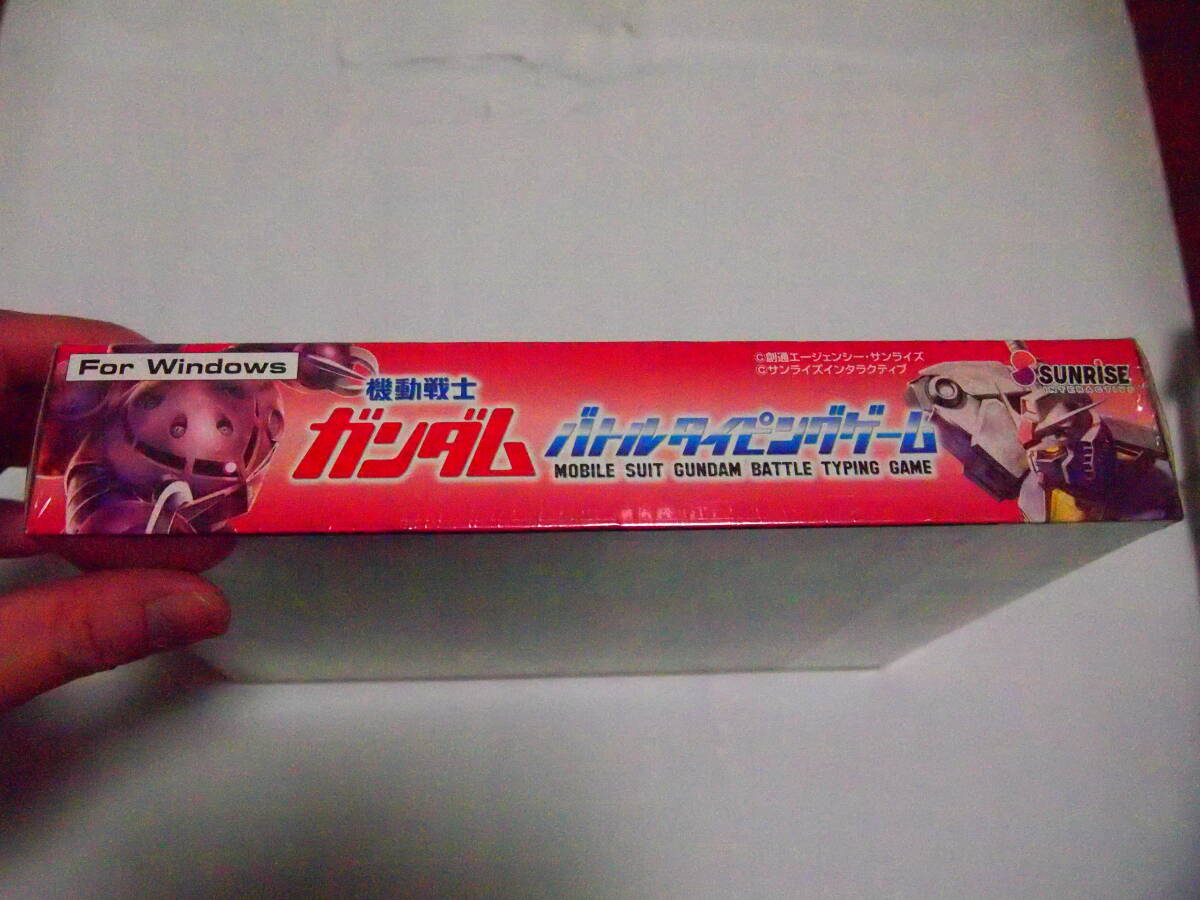 For Windows
機動戦士
ガンダム バトルタイピングゲーム
MOBILE SUIT GUNDAM BATTLE TYPING GAME
©創通エージェンシー・サンライズ
©サンライズインタラクティブ
SUNRISE
INTERACTIVE